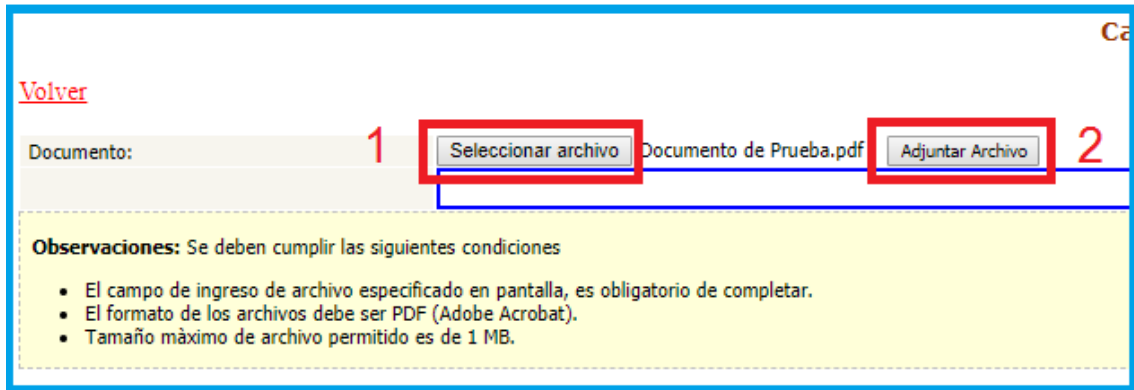 Ca
Volver
Documento: 1 Seleccionar archivo Documento de Prueba.pdf Adjuntar Archivo 2
Observaciones: Se deben cumplir las siguientes condiciones
• El campo de ingreso de archivo especificado en pantalla, es obligatorio de completar.
• El formato de los archivos debe ser PDF (Adobe Acrobat).
• Tamaño màximo de archivo permitido es de 1 MB.